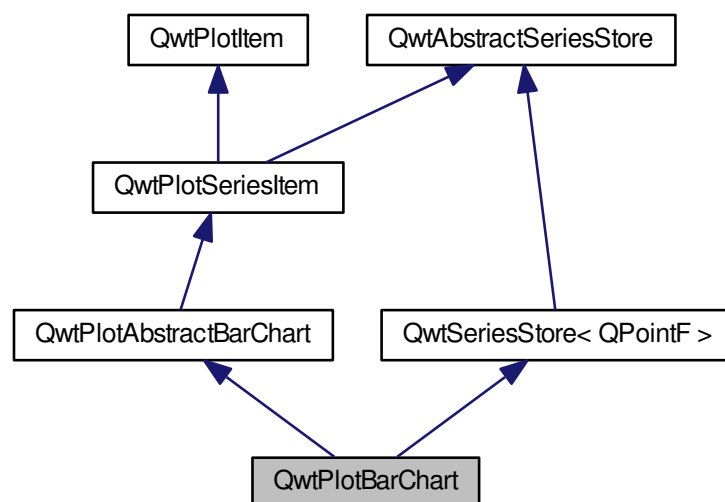 QwtPlotItem
QwtAbstractSeriesStore
QwtPlotSeriesItem
QwtPlotAbstractBarChart
QwtSeriesStore< QPointF >
QwtPlotBarChart